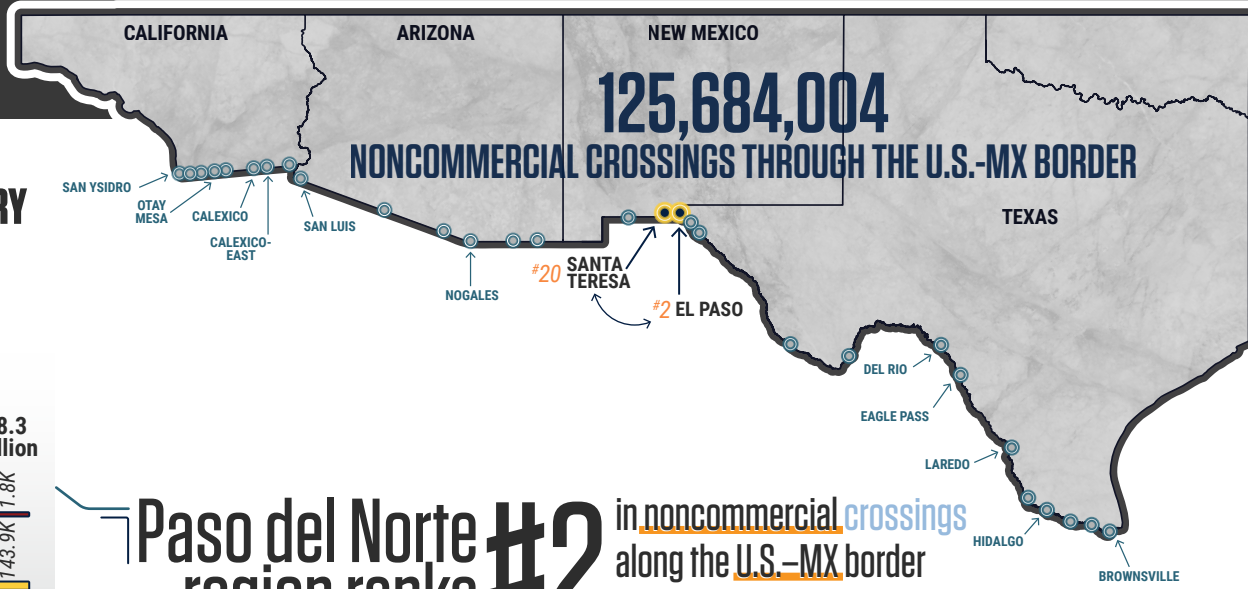 CALIFORNIA
ARIZONA
NEW MEXICO
125,684,004
NONCOMMERCIAL CROSSINGS THROUGH THE U.S.-MX BORDER
TEXAS
SAN YSIDRO
OTAY
MESA
CALEXICO
CALEXICO-
EAST
SAN LUIS
NOGALES
#20 SANTA
TERESA
#2 EL PASO
DEL RIO
EAGLE PASS
LAREDO
HIDALGO
BROWNSVILLE
RY
8.3
llion
1.8K
143.9K
Paso del Norte
region ranks
#2
in noncommercial crossings
along the U.S.–MX border